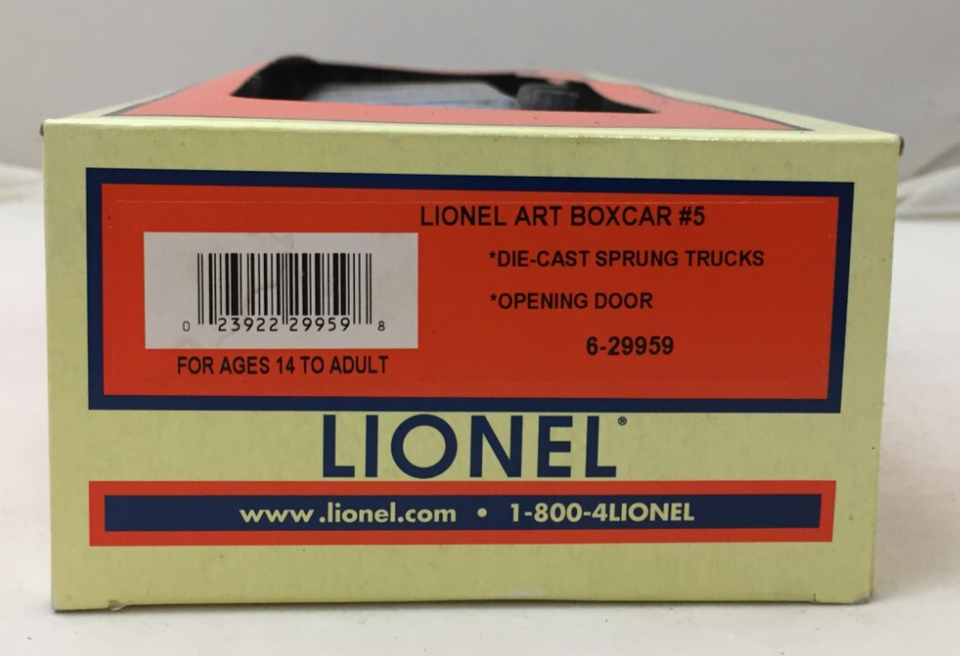 LIONEL ART BOXCAR #5
*DIE-CAST SPRUNG TRUCKS
*OPENING DOOR
6-29959
0 23922 29959 8
FOR AGES 14 TO ADULT
LIONEL®
www.lionel.com • 1-800-4LIONEL